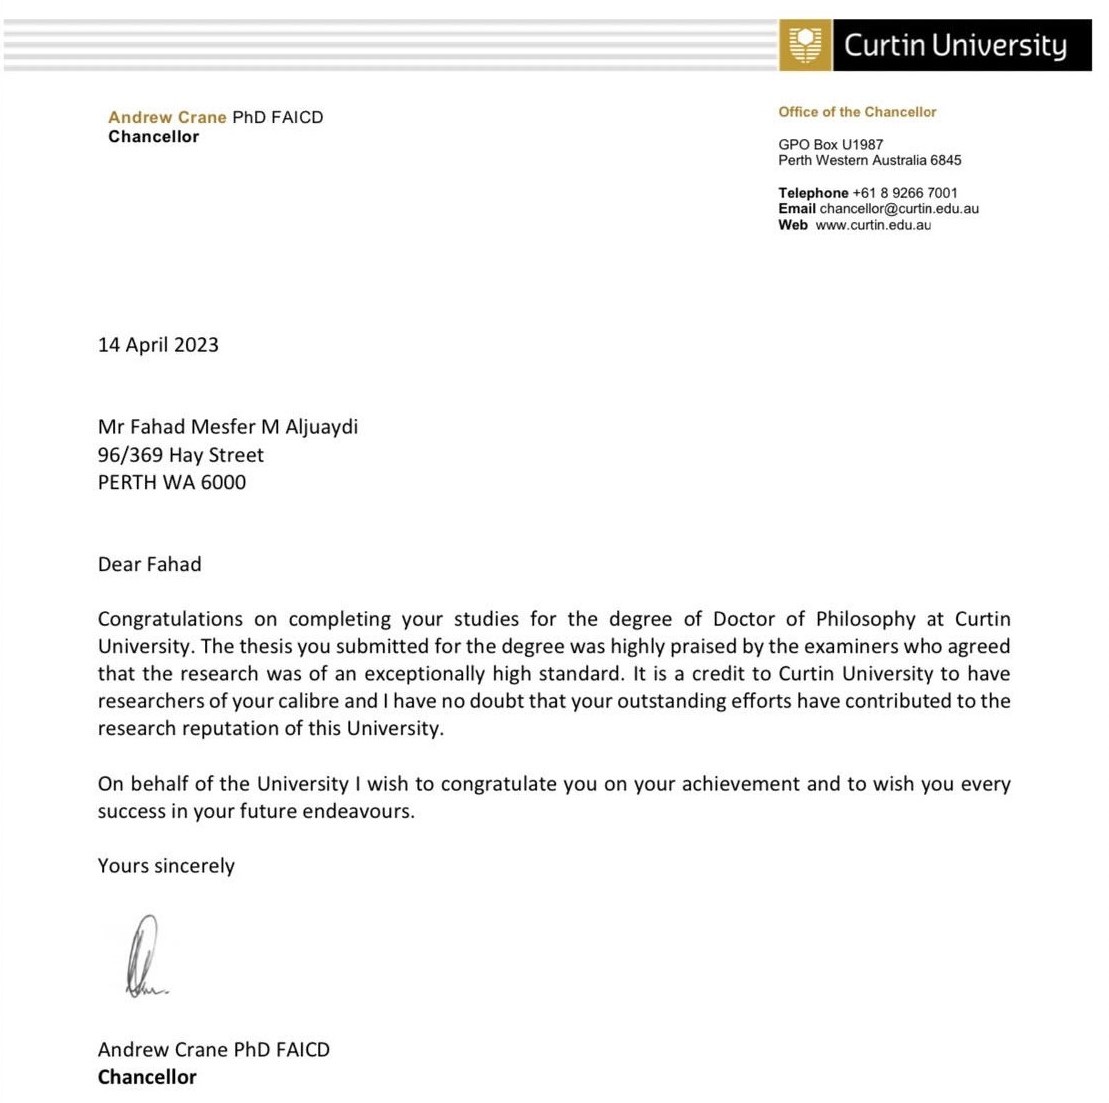 Curtin University
Andrew Crane PhD FAICD
Chancellor
Office of the Chancellor
GPO Box U1987
Perth Western Australia 6845
Telephone +61 8 9266 7001
Email chancellor@curtin.edu.au
Web www.curtin.edu.au
14 April 2023
Mr Fahad Mesfer M Aljuaydi
96/369 Hay Street
PERTH WA 6000
Dear Fahad
Congratulations on completing your studies for the degree of Doctor of Philosophy at Curtin
University. The thesis you submitted for the degree was highly praised by the examiners who agreed
that the research was of an exceptionally high standard. It is a credit to Curtin University to have
researchers of your calibre and I have no doubt that your outstanding efforts have contributed to the
research reputation of this University.
On behalf of the University I wish to congratulate you on your achievement and to wish you every
success in your future endeavours.
Yours sincerely
Andrew Crane PhD FAICD
Chancellor